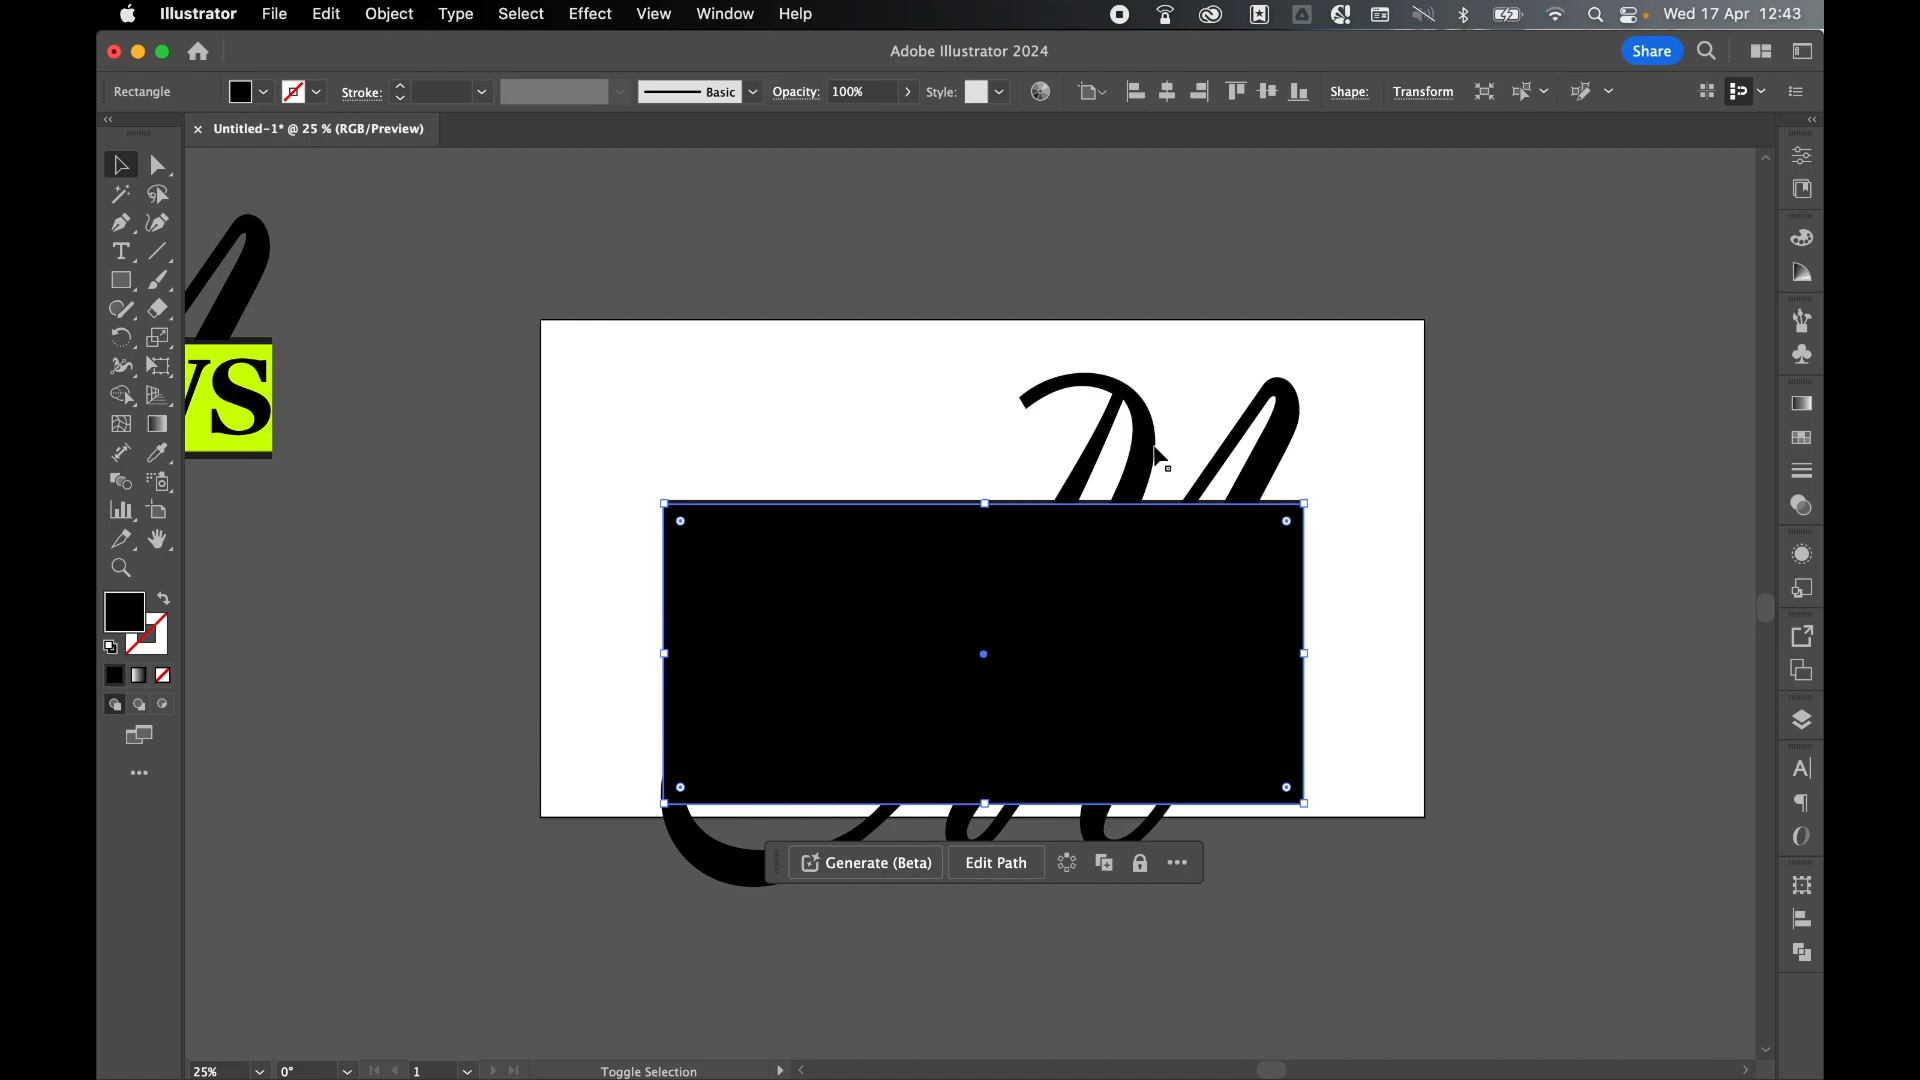 Illustrator File Edit Object Type Select Effect View Window Help Wed 17 Apr 12:43
Adobe Illustrator 2024 Share
Rectangle Stroke: Basic Opacity: 100% Style: Shape: Transform
× Untitled-1* @ 25 % (RGB/Preview)
Generate (Beta) Edit Path
25% 0° 1 Toggle Selection